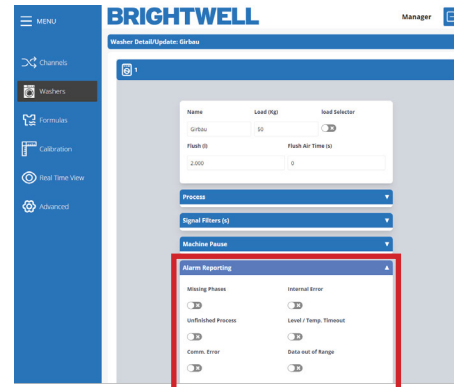 MENU
BRIGHTWELL
Manager
Washer Detail/Update: Girbau
Channels
1
Washers
Name Load (Kg) load Selector
Formulas
Girbau 50
Flush (l) Flush Air Time (s)
Calibration
2.000 0
Real Time View
Process
Advanced
Signal Filters (s)
Machine Pause
Alarm Reporting
Missing Phases Internal Error
Unfinished Process Level / Temp. Timeout
Comm. Error Data out of Range